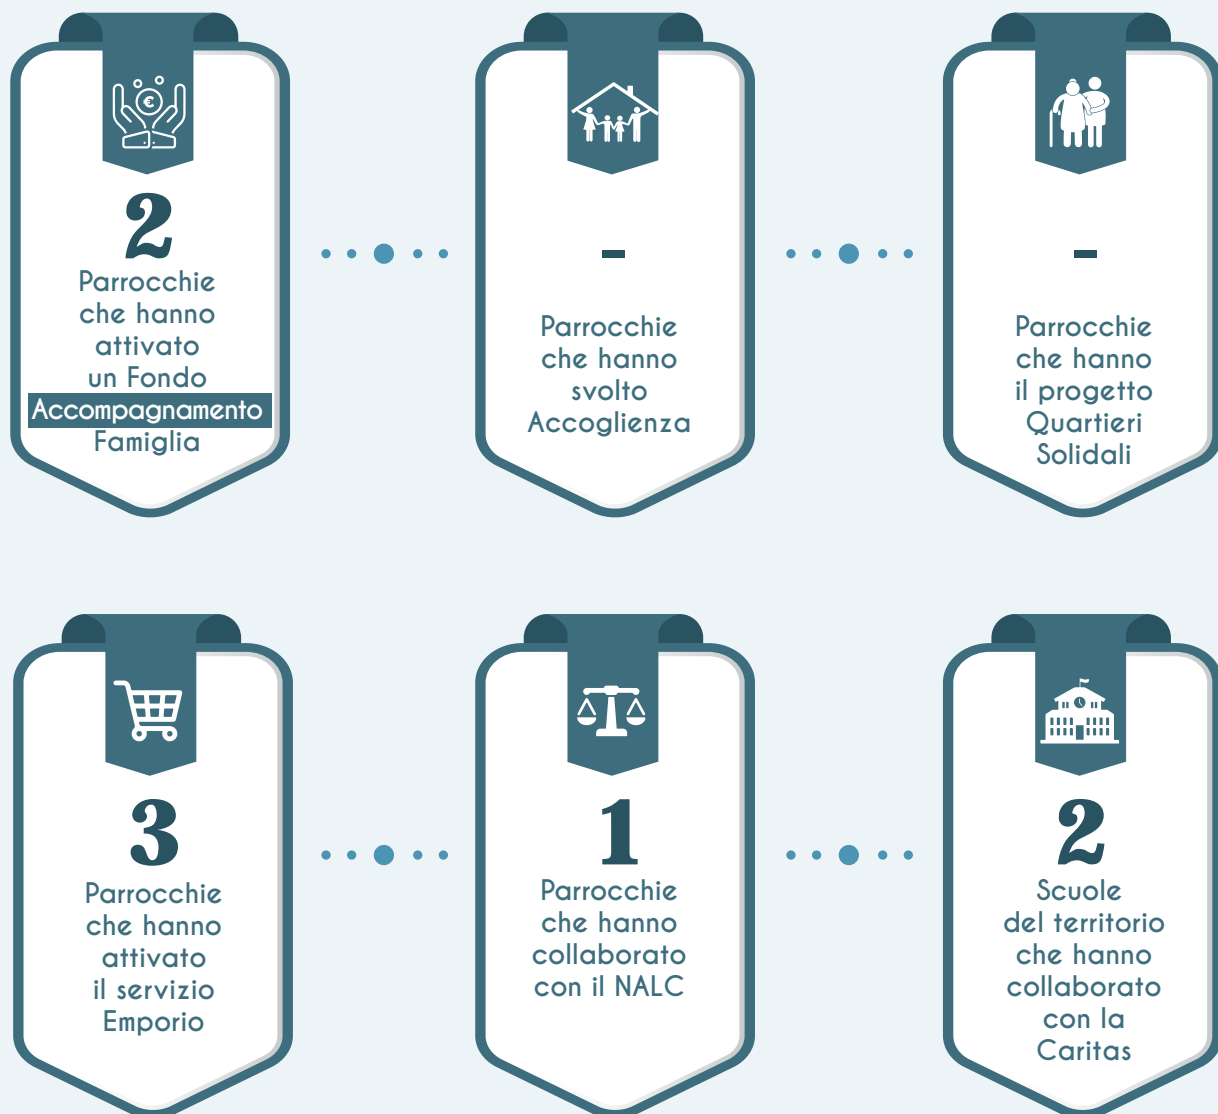 2
Parrocchie
che hanno
attivato
un Fondo
Accompagnamento
Famiglia
-
Parrocchie
che hanno
svolto
Accoglienza
-
Parrocchie
che hanno
il progetto
Quartieri
Solidali
3
Parrocchie
che hanno
attivato
il servizio
Emporio
1
Parrocchie
che hanno
collaborato
con il NALC
2
Scuole
del territorio
che hanno
collaborato
con la
Caritas